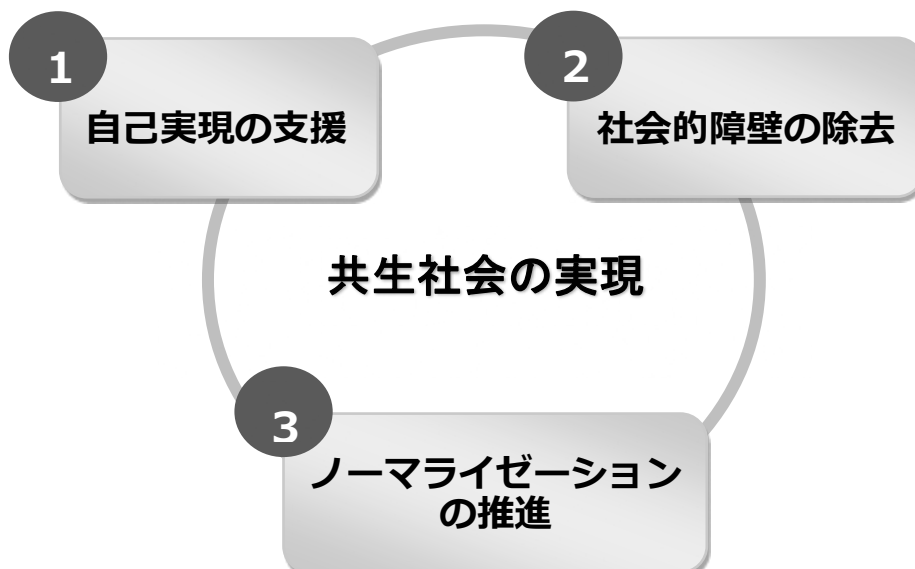 1
自己実現の支援
2
社会的障壁の除去
共生社会の実現
3
ノーマライゼーション
の推進